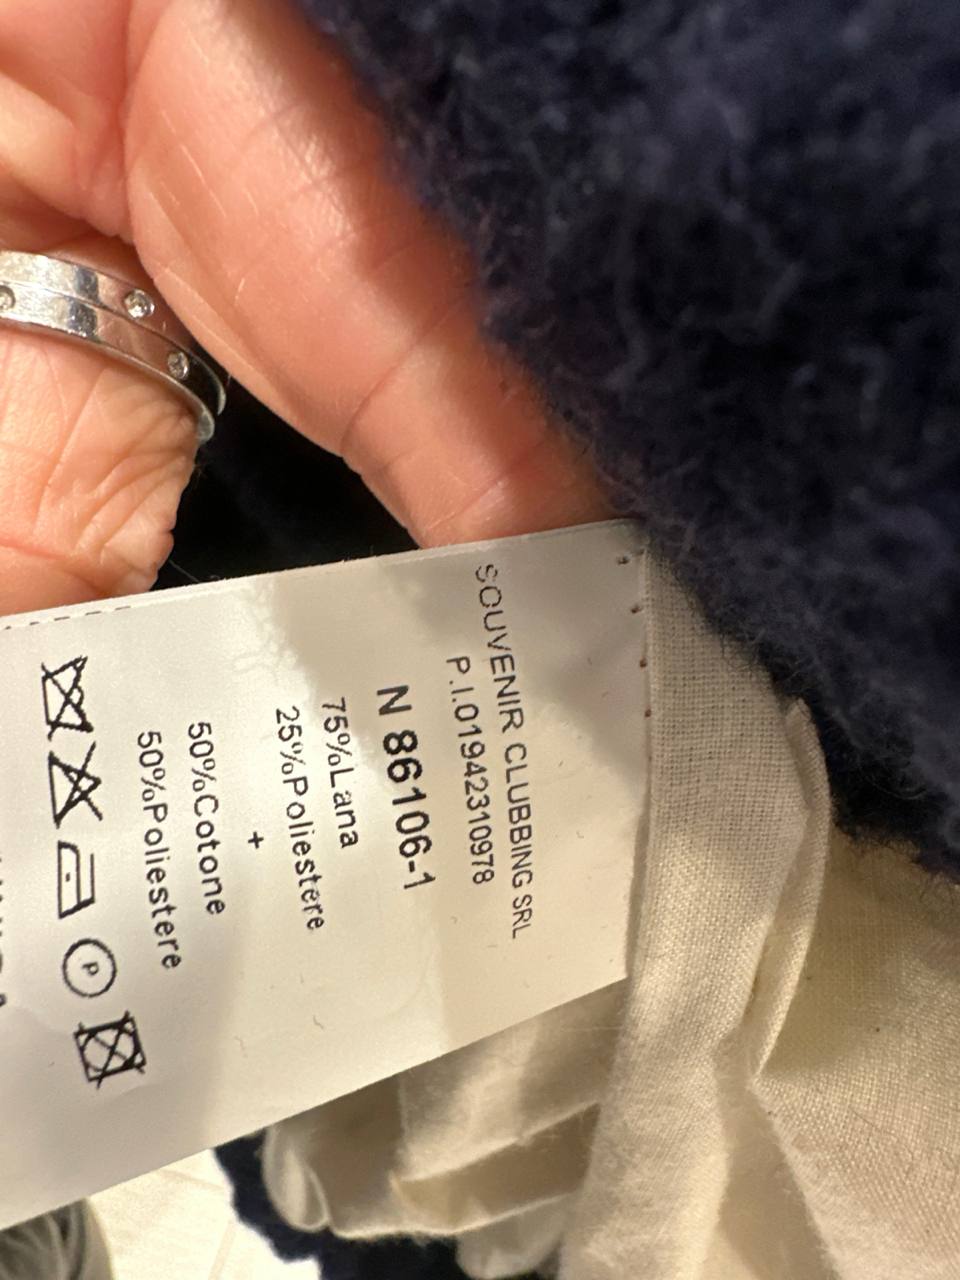 SOUVENIR CLUBBING SRL
P.I.01942310978
N 86106-1
75%Lana
25%Poliestere
+
50%Cotone
50%Poliestere
P